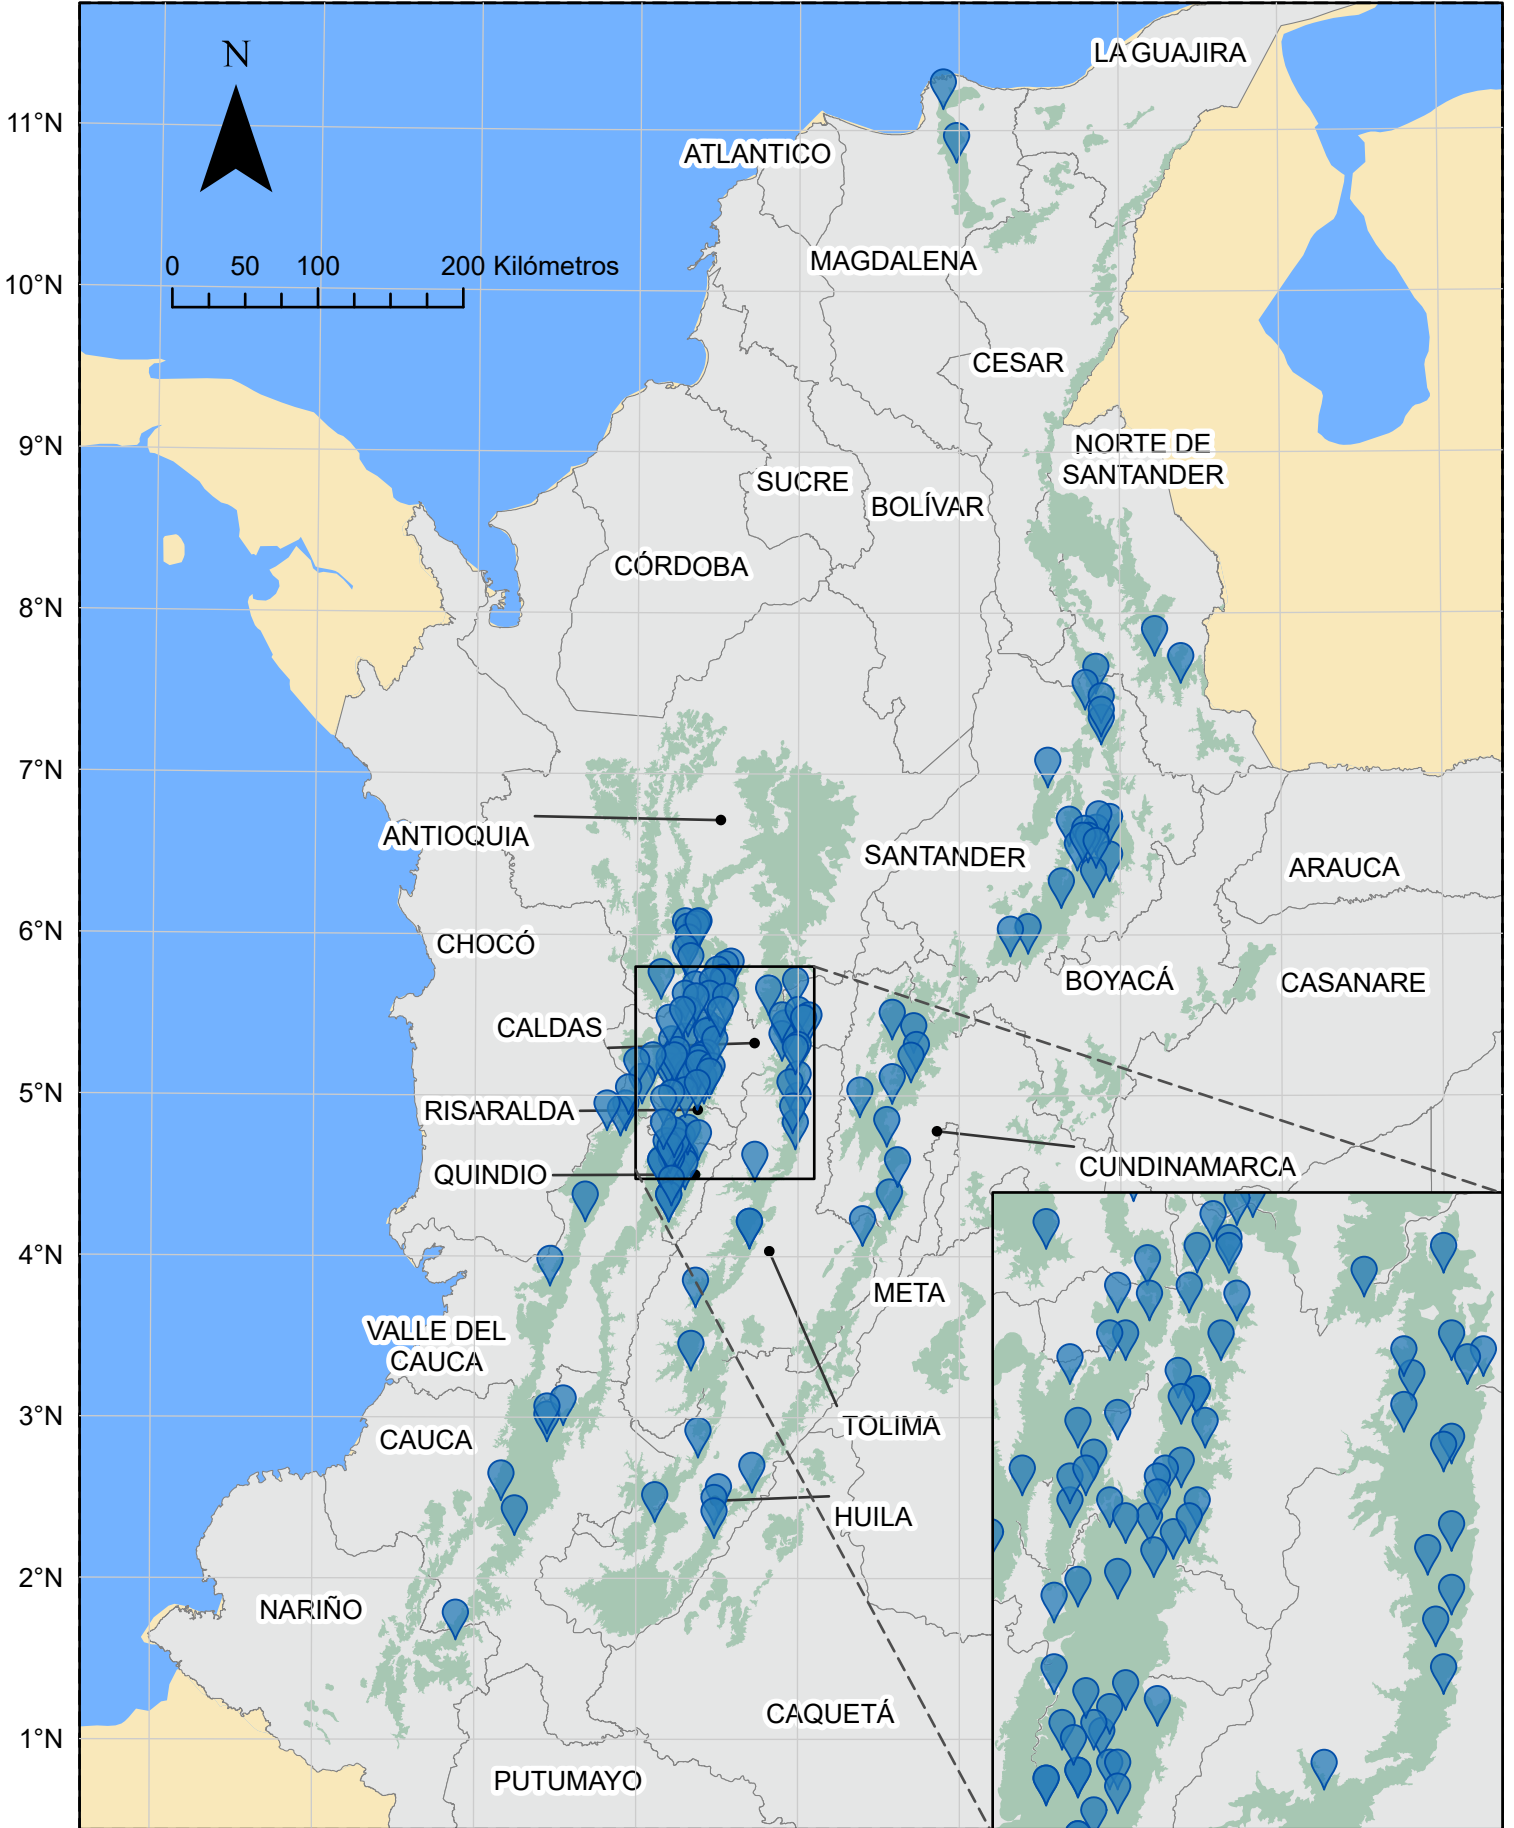 N
LA GUAJIRA
11°N
ATLANTICO
MAGDALENA
0 50 100 200 Kilómetros
10°N
CESAR
9°N
NORTE DE
SANTANDER
SUCRE
BOLÍVAR
CÓRDOBA
8°N
7°N
ANTIOQUIA
SANTANDER
ARAUCA
6°N
CHOCÓ
BOYACÁ
CASANARE
CALDAS
5°N
RISARALDA
QUINDIO
CUNDINAMARCA
4°N
META
VALLE DEL
CAUCA
3°N
CAUCA
TOLIMA
HUILA
2°N
NARIÑO
CAQUETÁ
1°N
PUTUMAYO